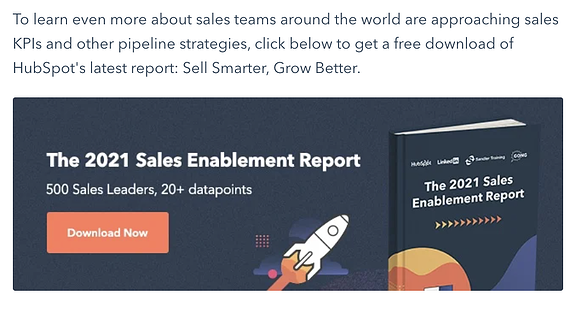 To learn even more about sales teams around the world are approaching sales
KPIs and other pipeline strategies, click below to get a free download of
HubSpot's latest report: Sell Smarter, Grow Better.
The 2021 Sales Enablement Report
500 Sales Leaders, 20+ datapoints
Download Now
HubSpot LinkedIn Sandler Training GONG
The 2021 Sales
Enablement Report